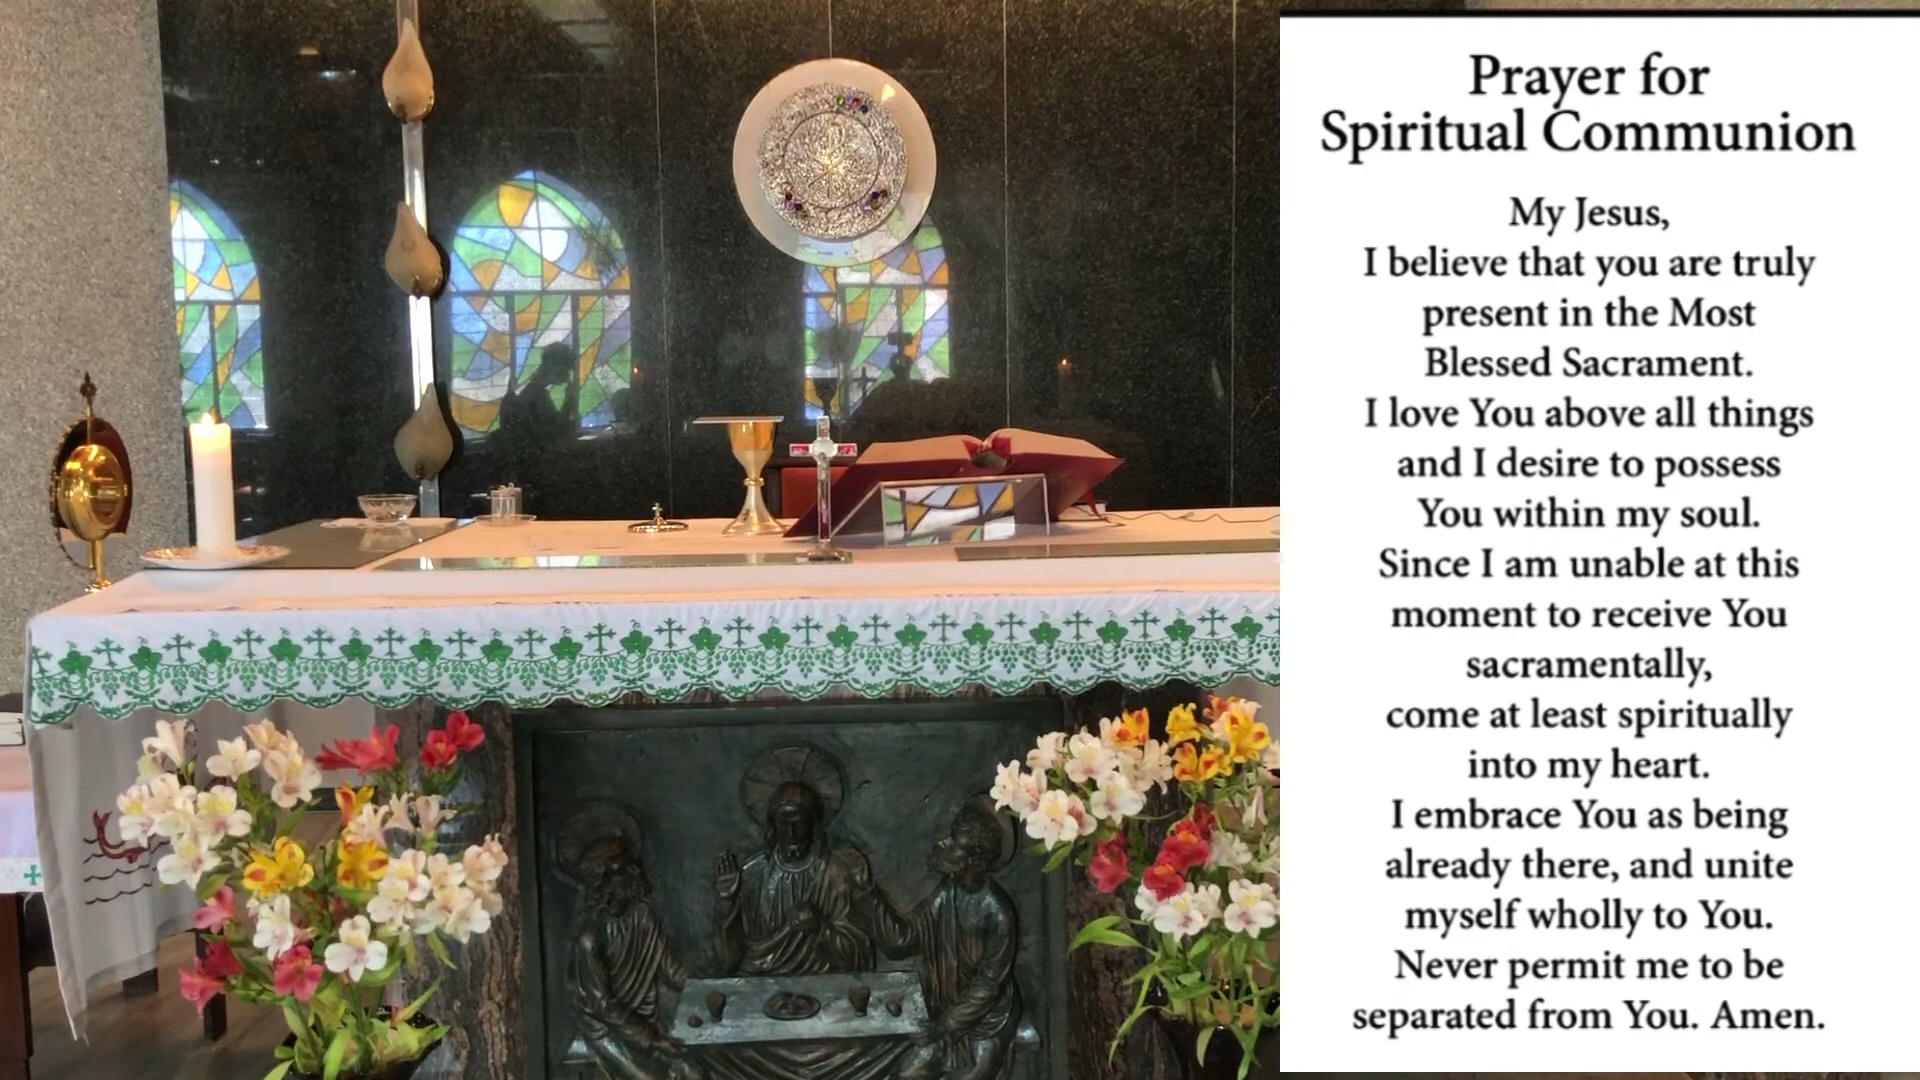 Prayer for
Spiritual Communion
My Jesus,
I believe that you are truly
present in the Most
Blessed Sacrament.
I love You above all things
and I desire to possess
You within my soul.
Since I am unable at this
moment to receive You
sacramentally,
come at least spiritually
into my heart.
I embrace You as being
already there, and unite
myself wholly to You.
Never permit me to be
separated from You. Amen.